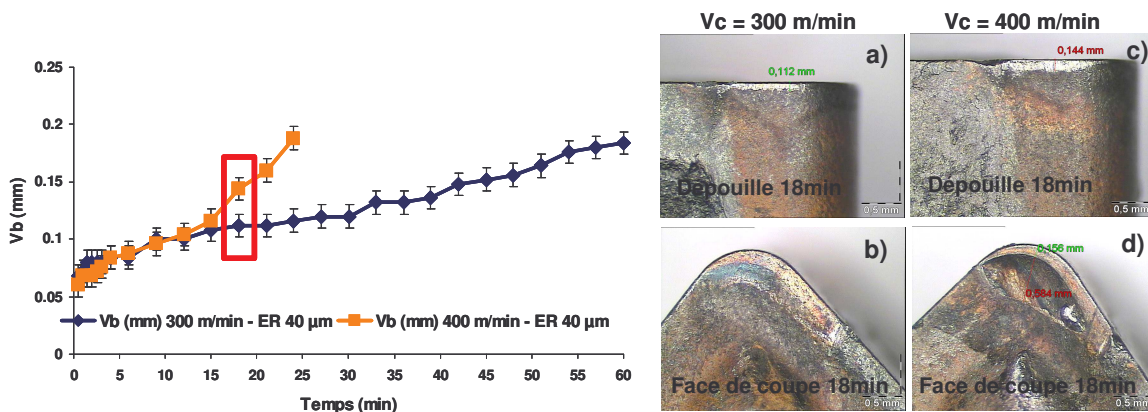 Vc = 300 m/min
Vc = 400 m/min
0.25
0.2
0.15
0.1
0.05
0
Vb (mm)
Vb (mm) 300 m/min - ER 40 µm
Vb (mm) 400 m/min - ER 40 µm
0 5 10 15 20 25 30 35 40 45 50 55 60
Temps (min)
a)
0,112 mm
Dépouille 18min
0.5 mm
c)
0,144 mm
Dépouille 18min
0.5 mm
b)
Face de coupe 18min
0.5 mm
d)
0,156 mm
0,584 mm
Face de coupe 18min
0.5 mm